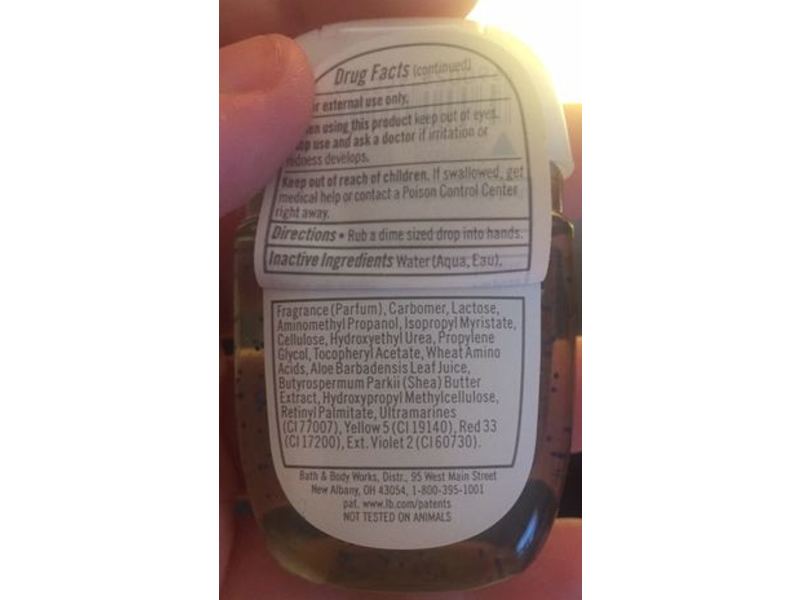 Drug Facts (continued)
r external use only.
en using this product keep out of eyes.
op use and ask a doctor if irritation or
redness develops.
Keep out of reach of children. If swallowed, get
medical help or contact a Poison Control Center
right away.
Directions • Rub a dime sized drop into hands.
Inactive Ingredients Water (Aqua, Eau),
Fragrance (Parfum), Carbomer, Lactose,
Aminomethyl Propanol, Isopropyl Myristate,
Cellulose, Hydroxyethyl Urea, Propylene
Glycol, Tocopheryl Acetate, Wheat Amino
Acids, Aloe Barbadensis Leaf Juice,
Butyrospermum Parkii (Shea) Butter
Extract, Hydroxypropyl Methylcellulose,
Retinyl Palmitate, Ultramarines
(CI 77007), Yellow 5 (CI 19140), Red 33
(CI 17200), Ext. Violet 2 (CI 60730).
Bath & Body Works, Distr., 95 West Main Street
New Albany, OH 43054, 1-800-395-1001
pat. www.lb.com/patents
NOT TESTED ON ANIMALS